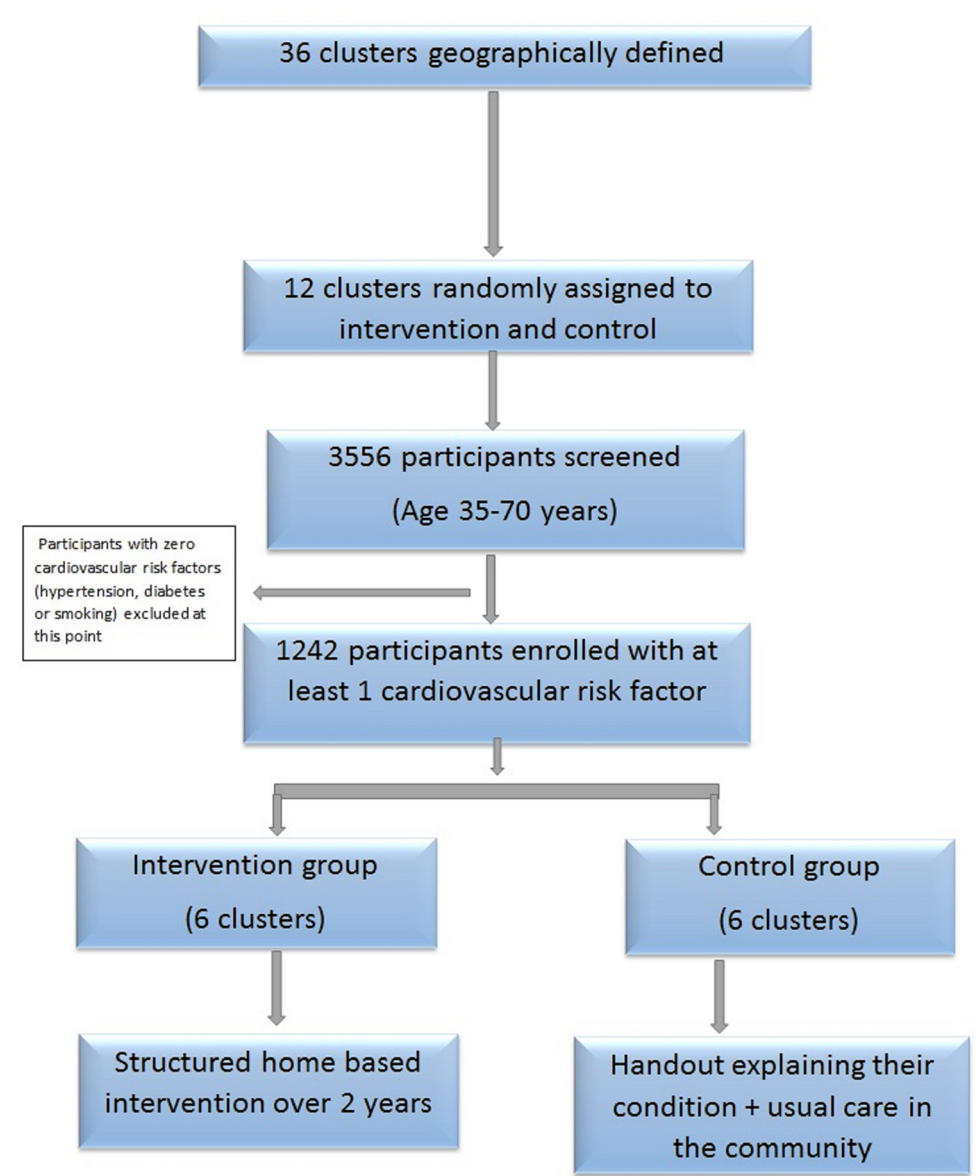 36 clusters geographically defined
12 clusters randomly assigned to
intervention and control
3556 participants screened
(Age 35-70 years)
Participants with zero
cardiovascular risk factors
(hypertension, diabetes
or smoking) excluded at
this point
1242 participants enrolled with at
least 1 cardiovascular risk factor
Intervention group
(6 clusters)
Control group
(6 clusters)
Structured home based
intervention over 2 years
Handout explaining their
condition + usual care in
the community